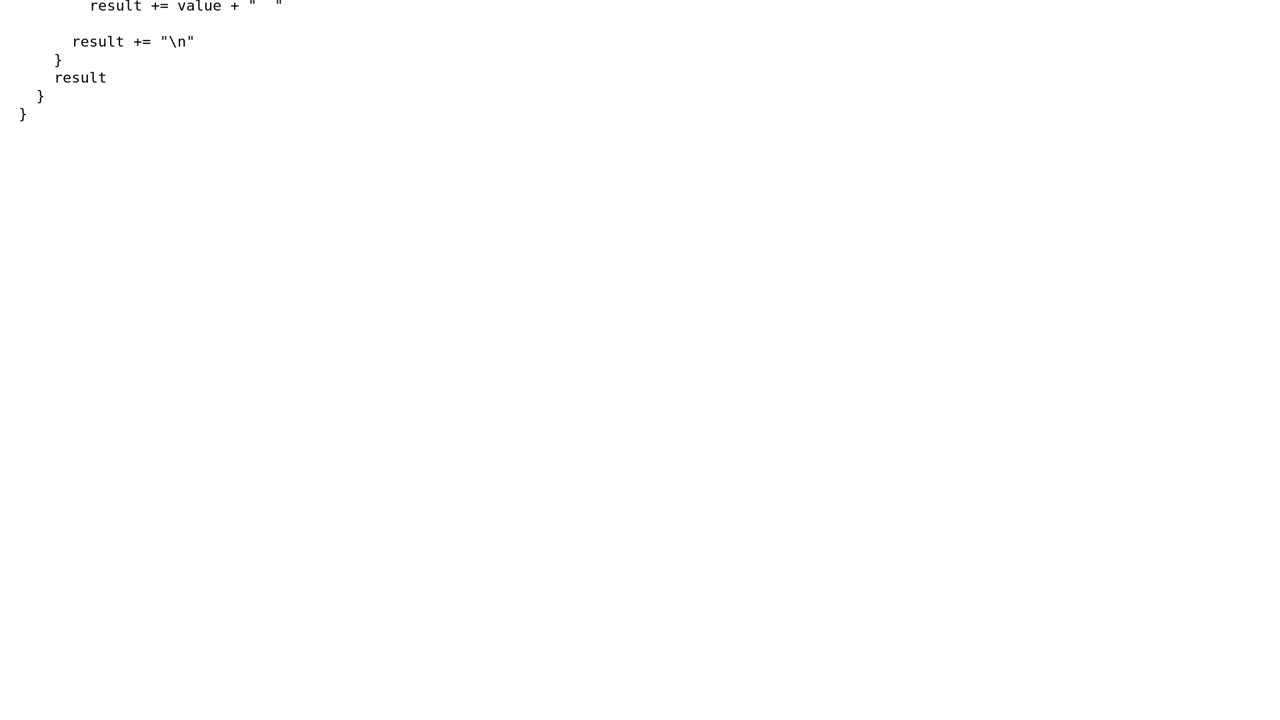 result += value + "  "

      result += "\n"
    }
    result
  }
}